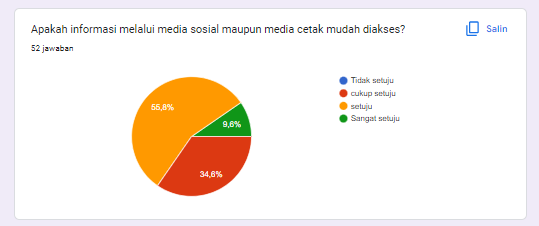 Apakah informasi melalui media sosial maupun media cetak mudah diakses?
Salin
52 jawaban
Tidak setuju
cukup setuju
setuju
Sangat setuju
55,8%
9,6%
34,6%